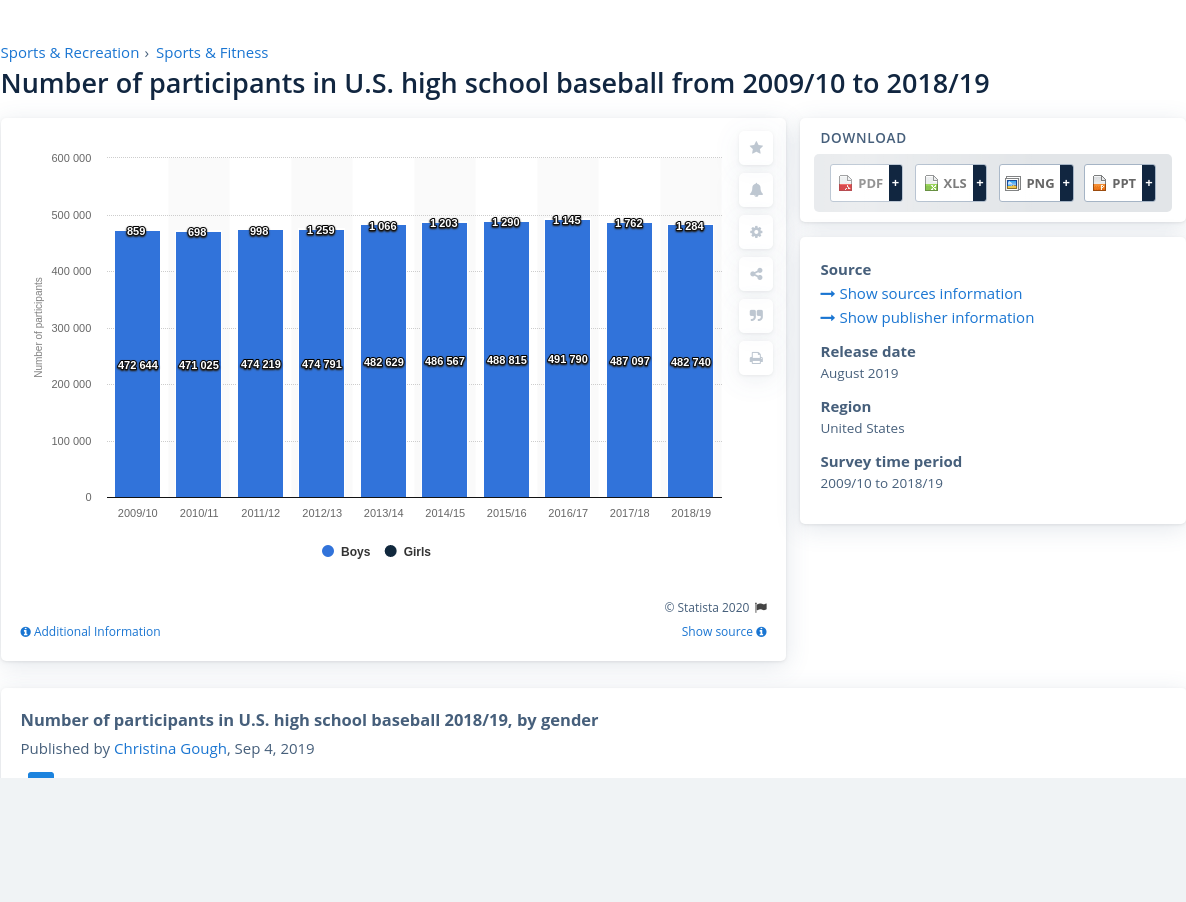 Sports & Recreation › Sports & Fitness
Number of participants in U.S. high school baseball from 2009/10 to 2018/19
Number of participants
600 000
500 000
400 000
300 000
200 000
100 000
0
859 698 998 1 259 1 066 1 203 1 290 1 145 1 762 1 284
472 644 471 025 474 219 474 791 482 629 486 567 488 815 491 790 487 097 482 740
2009/10 2010/11 2011/12 2012/13 2013/14 2014/15 2015/16 2016/17 2017/18 2018/19
Boys Girls
© Statista 2020
Additional Information Show source
DOWNLOAD
PDF + XLS + PNG + PPT +
Source
Show sources information
Show publisher information
Release date
August 2019
Region
United States
Survey time period
2009/10 to 2018/19
Number of participants in U.S. high school baseball 2018/19, by gender
Published by Christina Gough, Sep 4, 2019